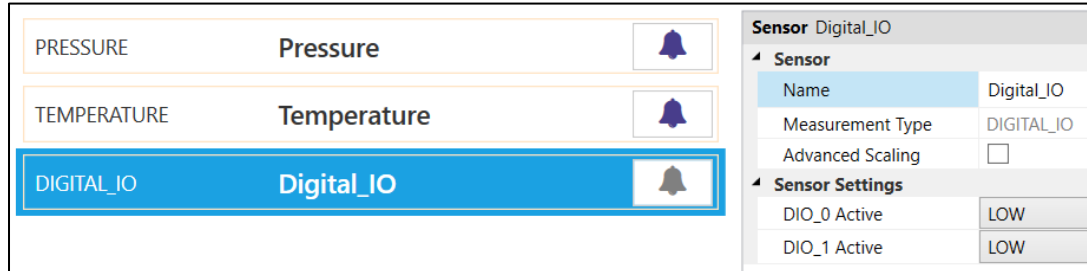 PRESSURE Pressure
TEMPERATURE Temperature
DIGITAL_IO Digital_IO
Sensor Digital_IO
Sensor
Name Digital_IO
Measurement Type DIGITAL_IO
Advanced Scaling
Sensor Settings
DIO_0 Active LOW
DIO_1 Active LOW